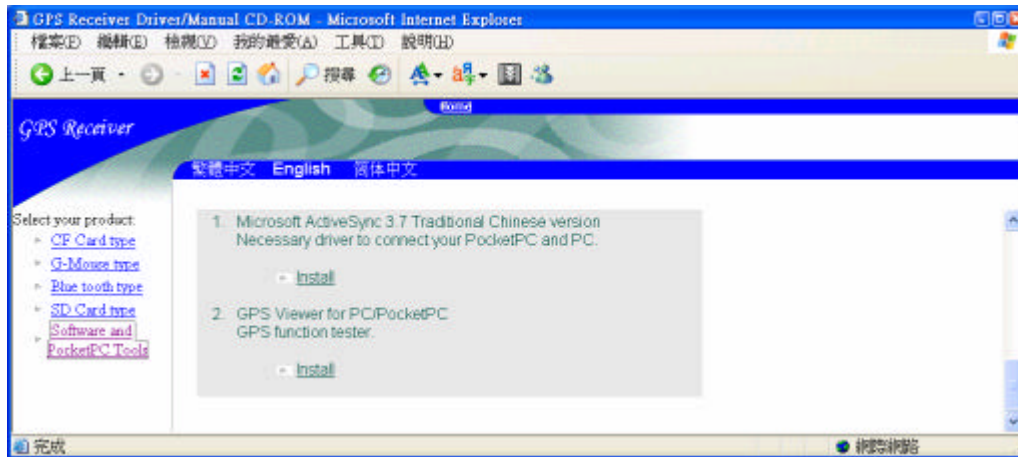 GPS Receiver Driver/Manual CD-ROM - Microsoft Internet Explorer
檔案(F) 編輯(E) 檢視(V) 我的最愛(A) 工具(T) 說明(H)
上一頁 搜尋
Home
GPS Receiver
繁體中文 English 简体中文
Select your product:
CF Card type
G-Mouse type
Blue tooth type
SD Card type
Software and
PocketPC Tools
1. Microsoft ActiveSync 3.7 Traditional Chinese version
Necessary driver to connect your PocketPC and PC.
Install
2. GPS Viewer for PC/PocketPC
GPS function tester.
Install
完成 網際網路